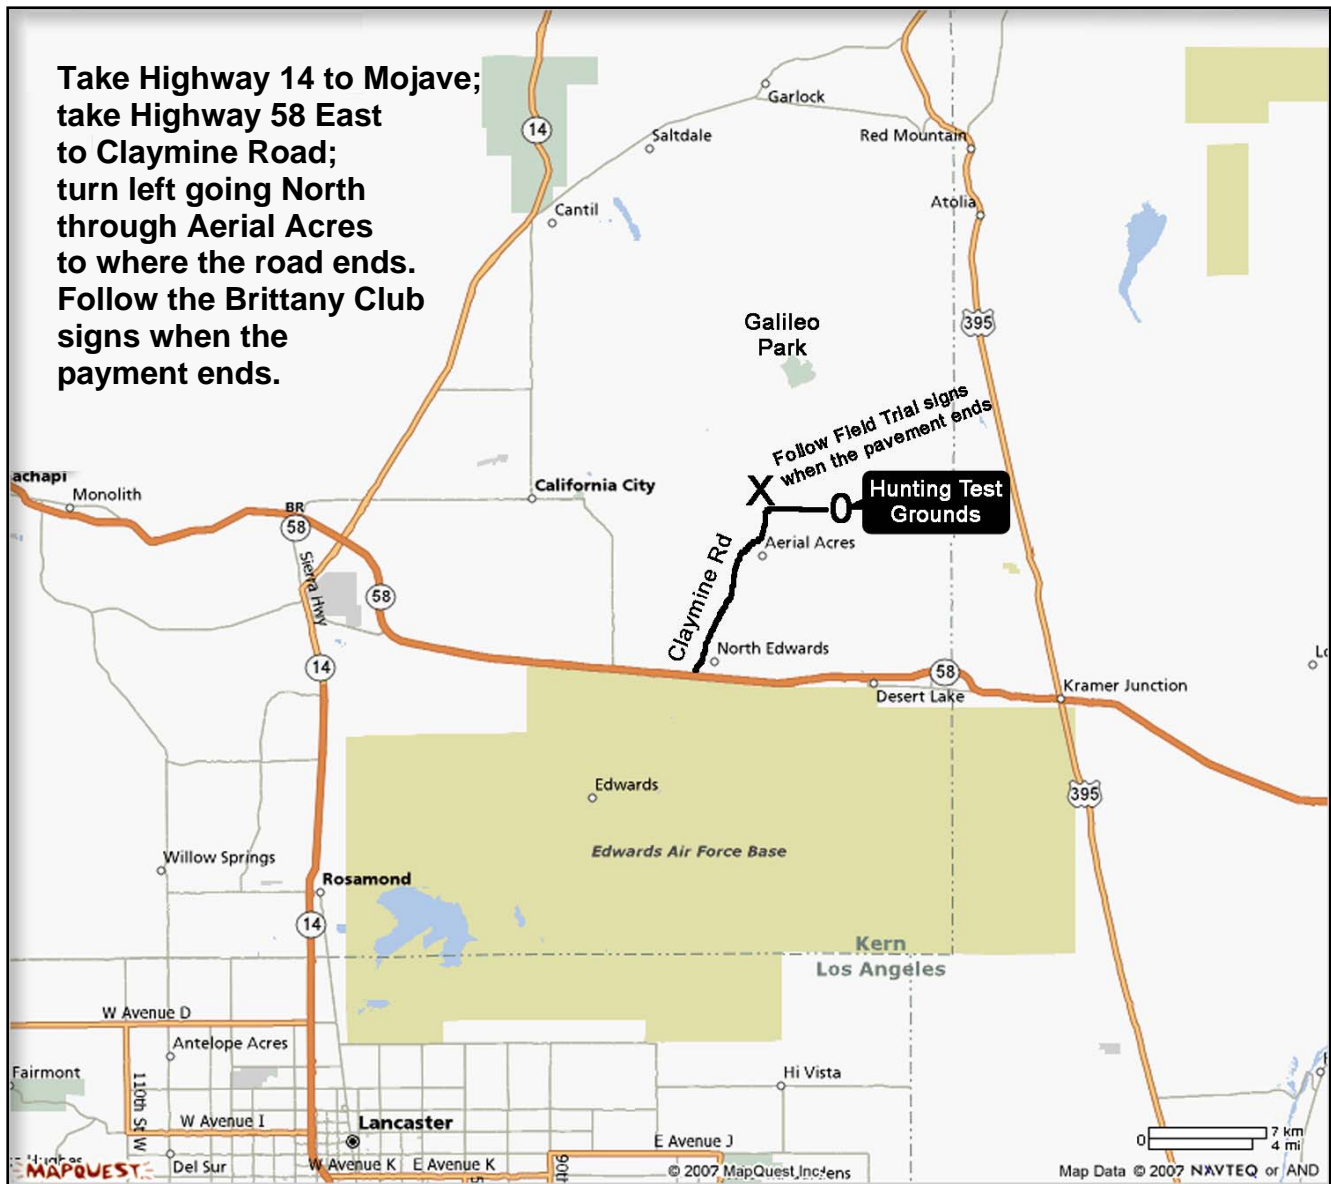 Take Highway 14 to Mojave;
take Highway 58 East
to Claymine Road;
turn left going North
through Aerial Acres
to where the road ends.
Follow the Brittany Club
signs when the
payment ends.
14
Garlock
Saltdale
Red Mountain
Cantil
Atolia
395
Galileo
Park
Follow Field Trial signs
when the pavement ends
achapi
Monolith
BR
58
California City
X
O
Hunting Test
Grounds
Aerial Acres
Claymine Rd
Sierra Hwy
58
14
North Edwards
58
Desert Lake
Kramer Junction
Edwards
395
Edwards Air Force Base
Willow Springs
Rosamond
14
Kern
Los Angeles
W Avenue D
Antelope Acres
Fairmont
110th St W
Hi Vista
W Avenue I
Lancaster
E Avenue J
Del Sur
W Avenue K
E Avenue K
90th
MAPQUEST
© 2007 MapQuest Inc
0
7 km
4 mi
Map Data © 2007 NAVTEQ or AND